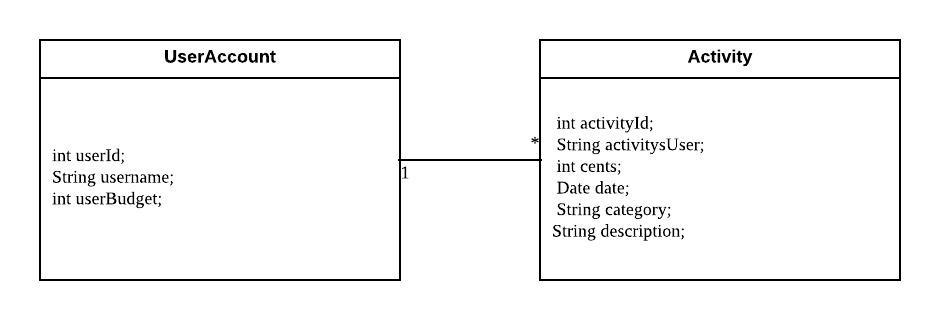 UserAccount
int userId;
String username;
int userBudget;
1
*
Activity
int activityId;
String activitysUser;
int cents;
Date date;
String category;
String description;